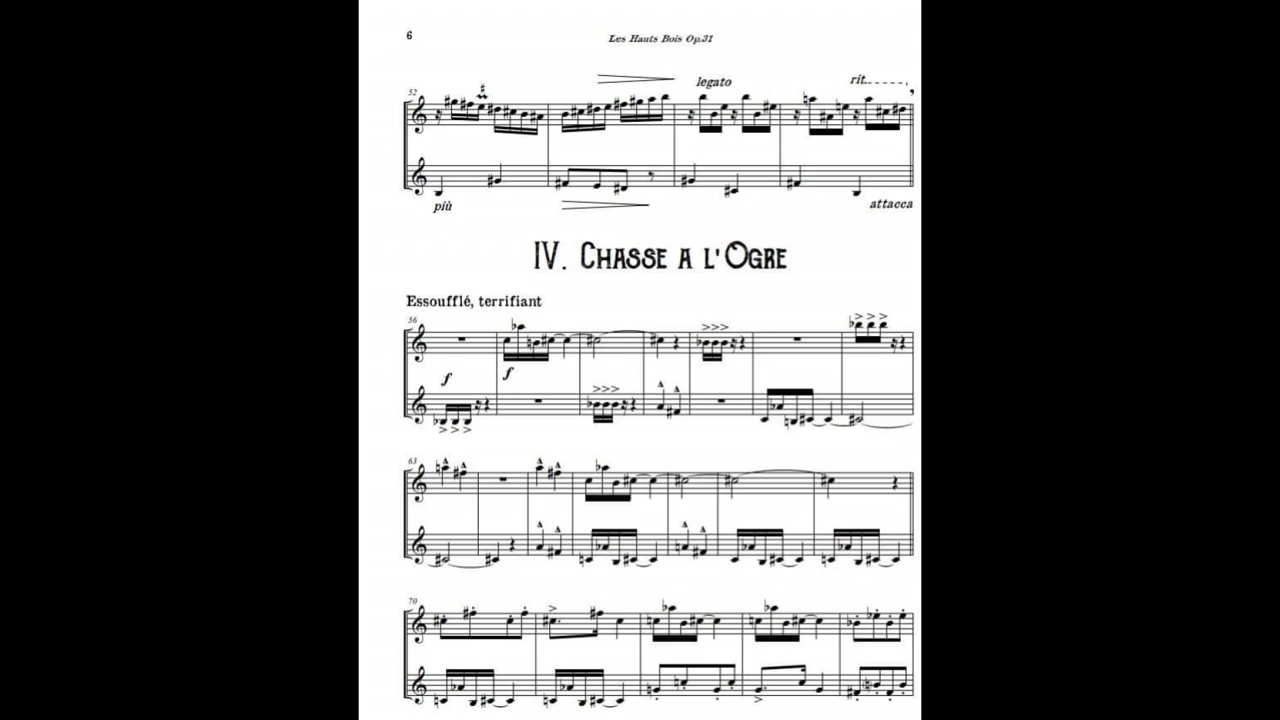 6
Les Hauts Bois Op.31
legato
rit.
52
più
attacca
IV. Chasse a l'Ogre
Essoufflé, terrifiant
56
f
f
63
70